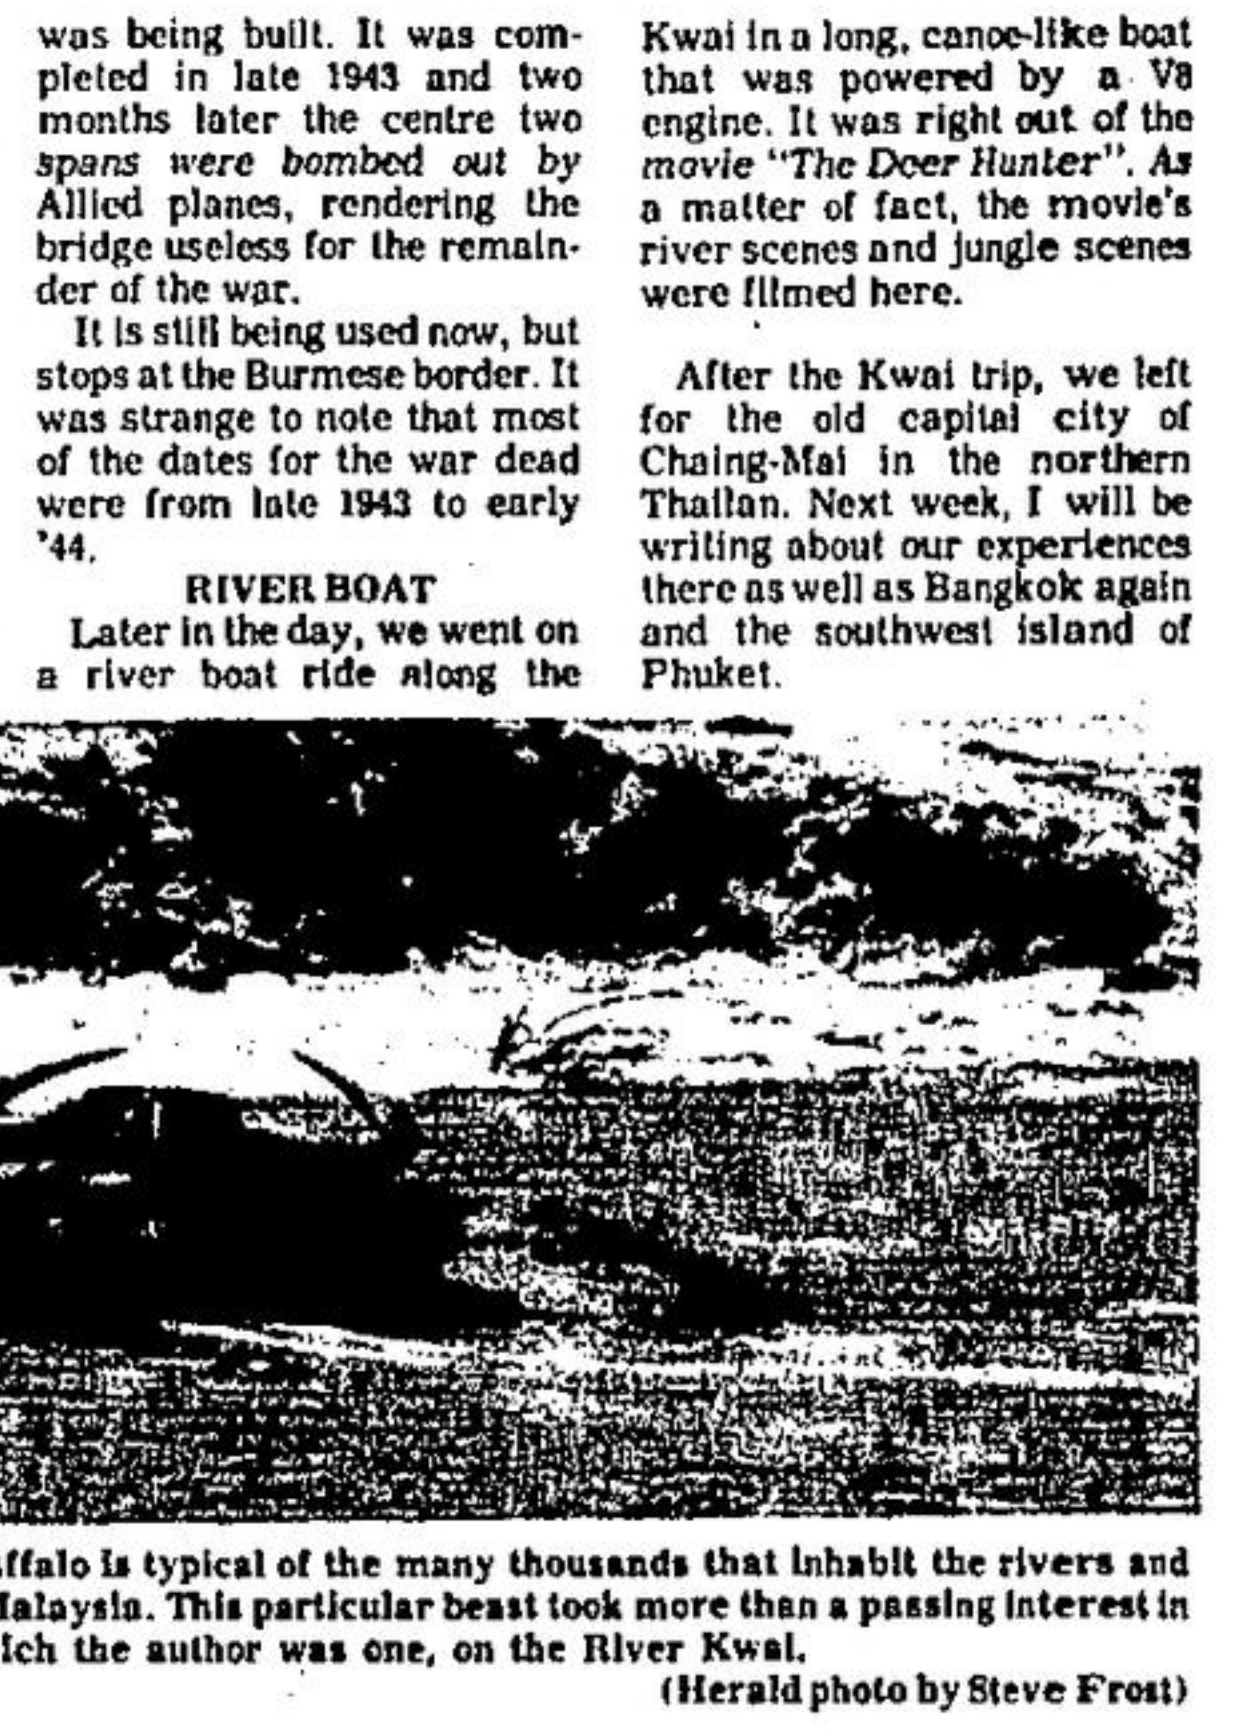 was being built. It was com-
pleted in late 1943 and two
months later the centre two
spans were bombed out by
Allied planes, rendering the
bridge useless for the remain-
der of the war.
It is still being used now, but
stops at the Burmese border. It
was strange to note that most
of the dates for the war dead
were from late 1943 to early
'44.
RIVER BOAT
Later in the day, we went on
a river boat ride along the
Kwai in a long, canoe-like boat
that was powered by a V8
engine. It was right out of the
movie "The Deer Hunter". As
a matter of fact, the movie's
river scenes and jungle scenes
were filmed here.
After the Kwai trip, we left
for the old capital city of
Chaing-Mai in the northern
Thailan. Next week, I will be
writing about our experiences
there as well as Bangkok again
and the southwest island of
Phuket.
ffalo is typical of the many thousands that inhabit the rivers and
Malaysia. This particular beast took more than a passing interest in
ich the author was one, on the River Kwai.
(Herald photo by Steve Frost)